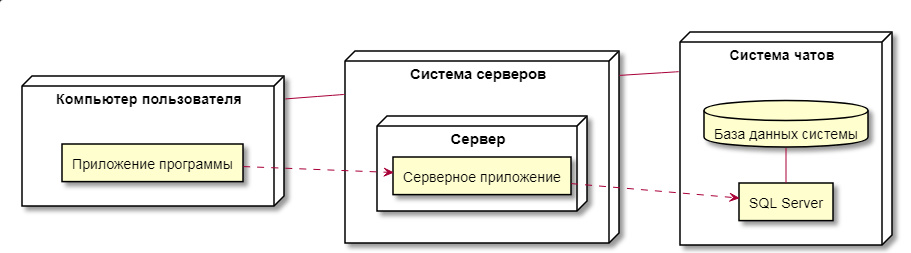 Компьютер пользователя
Приложение программы
Система серверов
Сервер
Серверное приложение
Система чатов
База данных системы
SQL Server